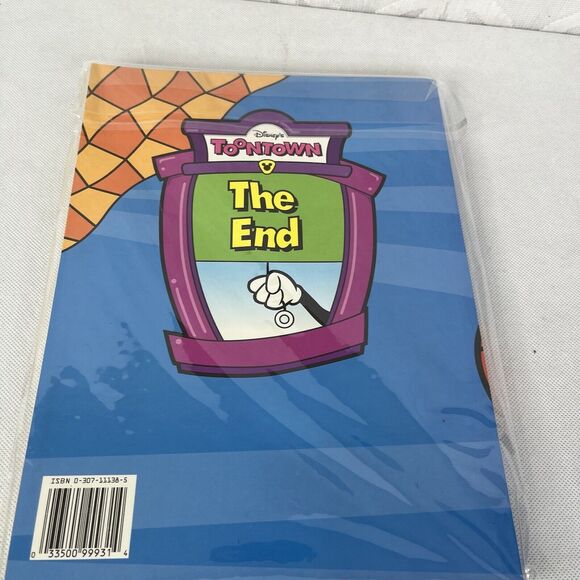 Disney's
TOONTOWN
The
End
ISBN 0-307-11138-5
0 33500 99931 4